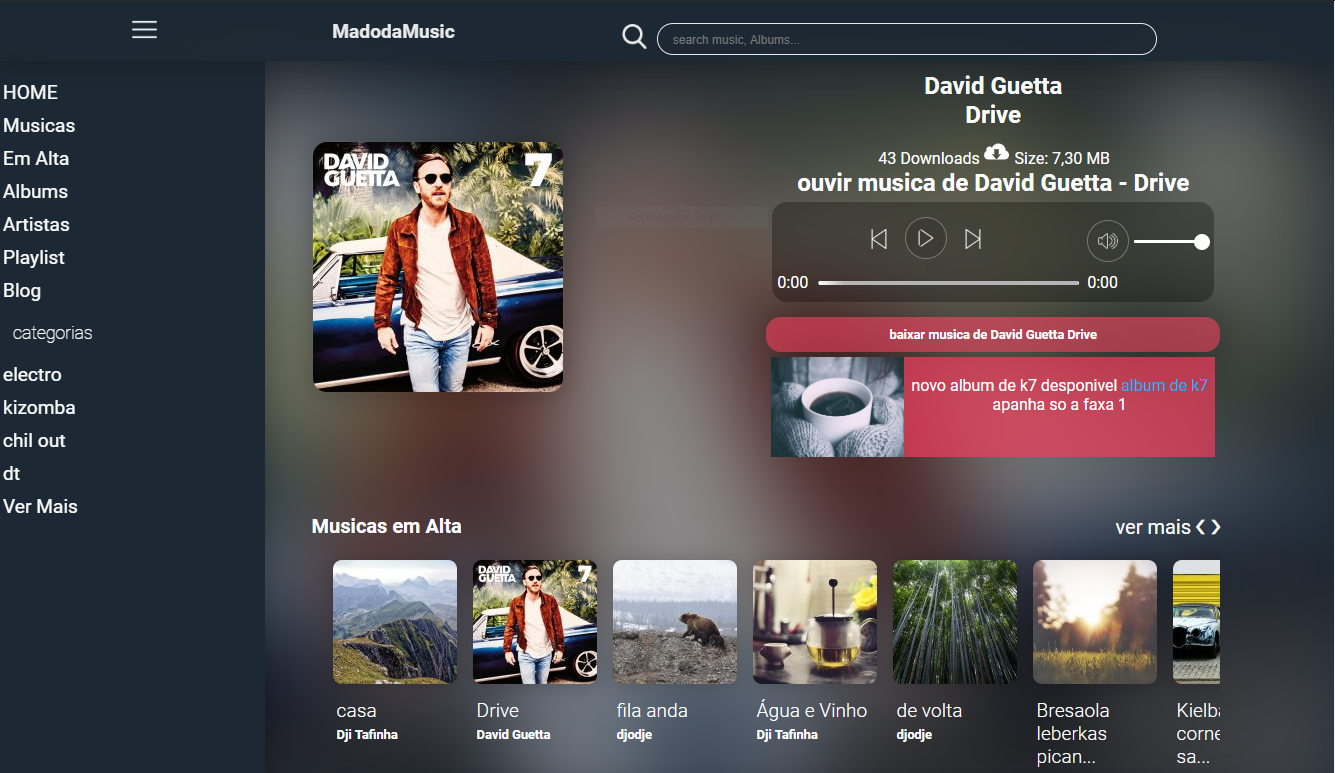 MadodaMusic
search music, Albums...
HOME
Musicas
Em Alta
Albums
Artistas
Playlist
Blog
categorias
electro
kizomba
chil out
dt
Ver Mais
DAVID
GUETTA
7
David Guetta
Drive
43 Downloads Size: 7,30 MB
ouvir musica de David Guetta - Drive
0:00 0:00
baixar musica de David Guetta Drive
novo album de k7 desponivel album de k7
apanha so a faxa 1
Musicas em Alta
ver mais
DAVID
GUETTA
7
casa
Dji Tafinha
Drive
David Guetta
fila anda
djodje
Água e Vinho
Dji Tafinha
de volta
djodje
Bresaola
leberkas
pican...
Kielb
corne
sa...